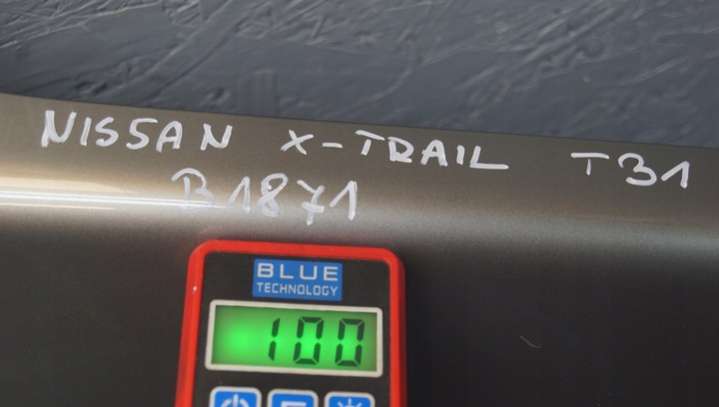 NISSAN X-TRAIL T31
B1871
BLUE
TECHNOLOGY
100